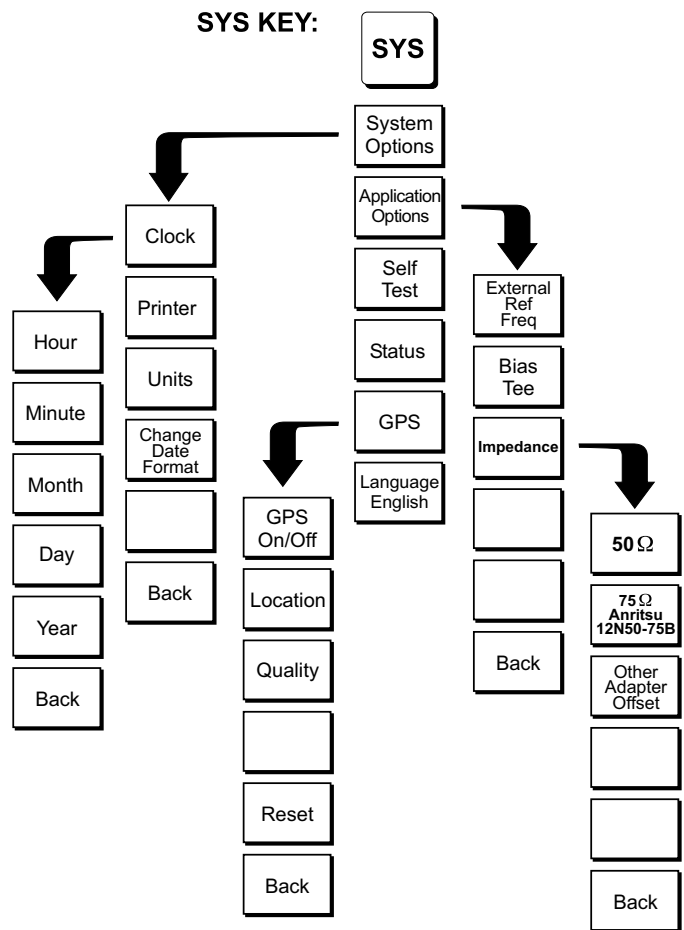 SYS KEY:
SYS
System
Options
Application
Options
Self
Test
Status
GPS
Language
English
Clock
Printer
Units
Change
Date
Format
Back
Hour
Minute
Month
Day
Year
Back
GPS
On/Off
Location
Quality
Reset
Back
External
Ref
Freq
Bias
Tee
Impedance
Back
50 Ω
75 Ω
Anritsu
12N50-75B
Other
Adapter
Offset
Back